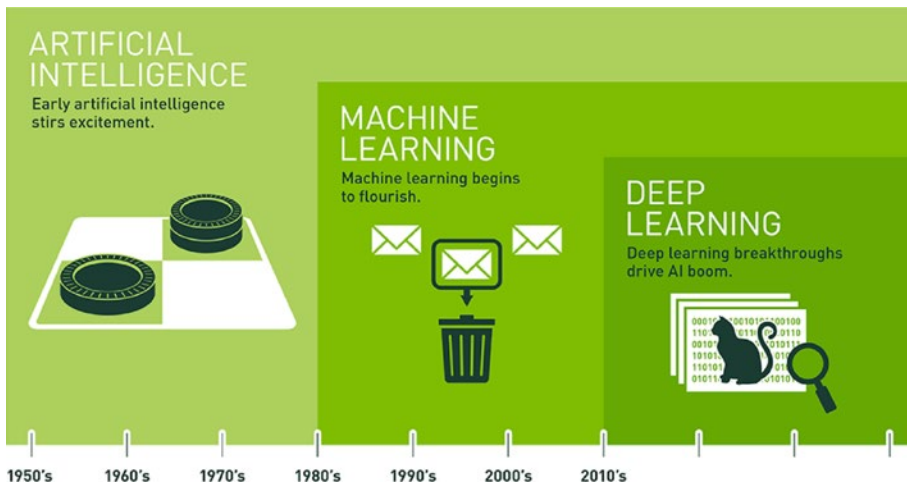 ARTIFICIAL
INTELLIGENCE
Early artificial intelligence
stirs excitement.
MACHINE
LEARNING
Machine learning begins
to flourish.
DEEP
LEARNING
Deep learning breakthroughs
drive AI boom.
1950's 1960's 1970's 1980's 1990's 2000's 2010's